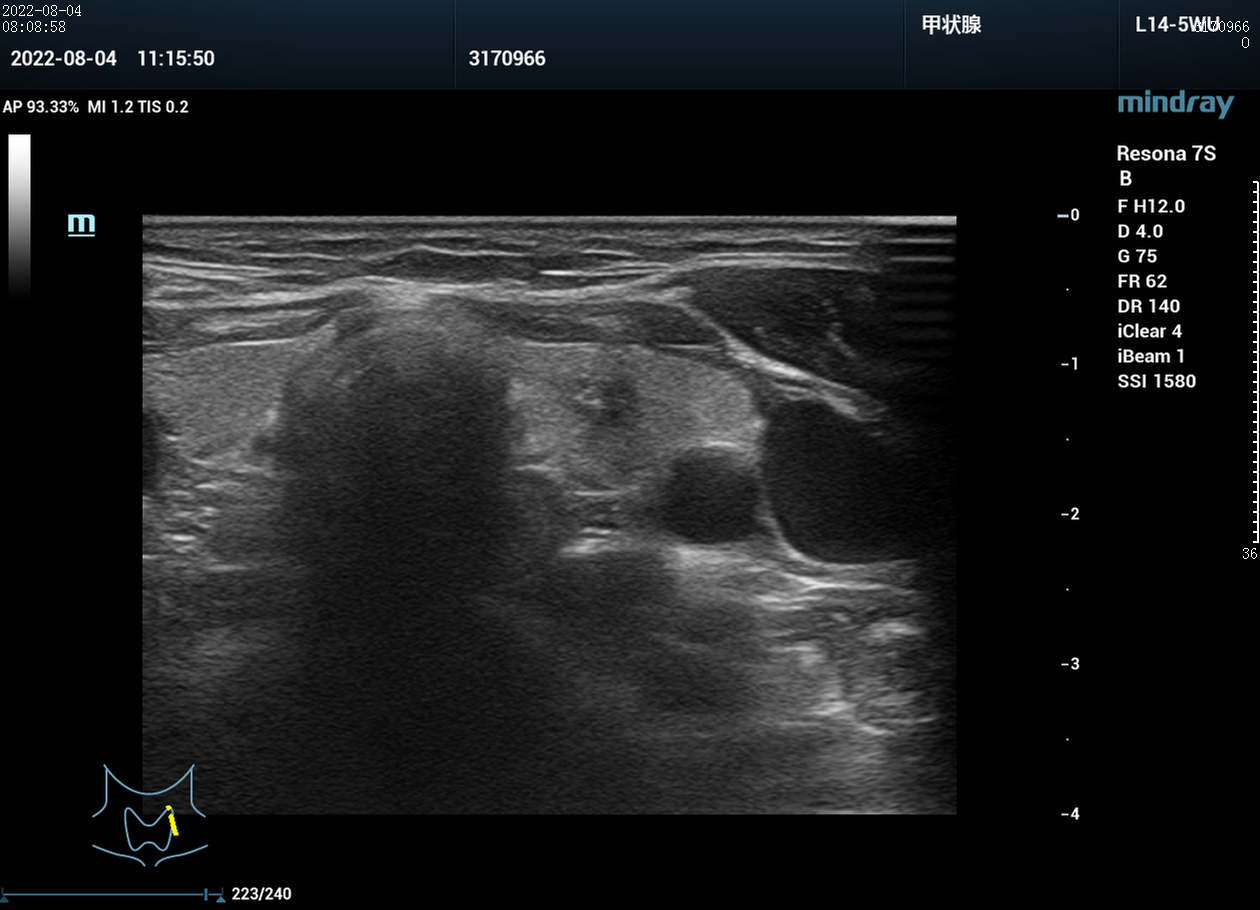 2022-08-04
08:08:58
2022-08-04 11:15:50
3170966
甲状腺
L14-5WU
3170966
0
AP 93.33% MI 1.2 TIS 0.2
mindray
Resona 7S
B
F H12.0
D 4.0
G 75
FR 62
DR 140
iClear 4
iBeam 1
SSI 1580
m
0
-1
-2
-3
-4
36
223/240